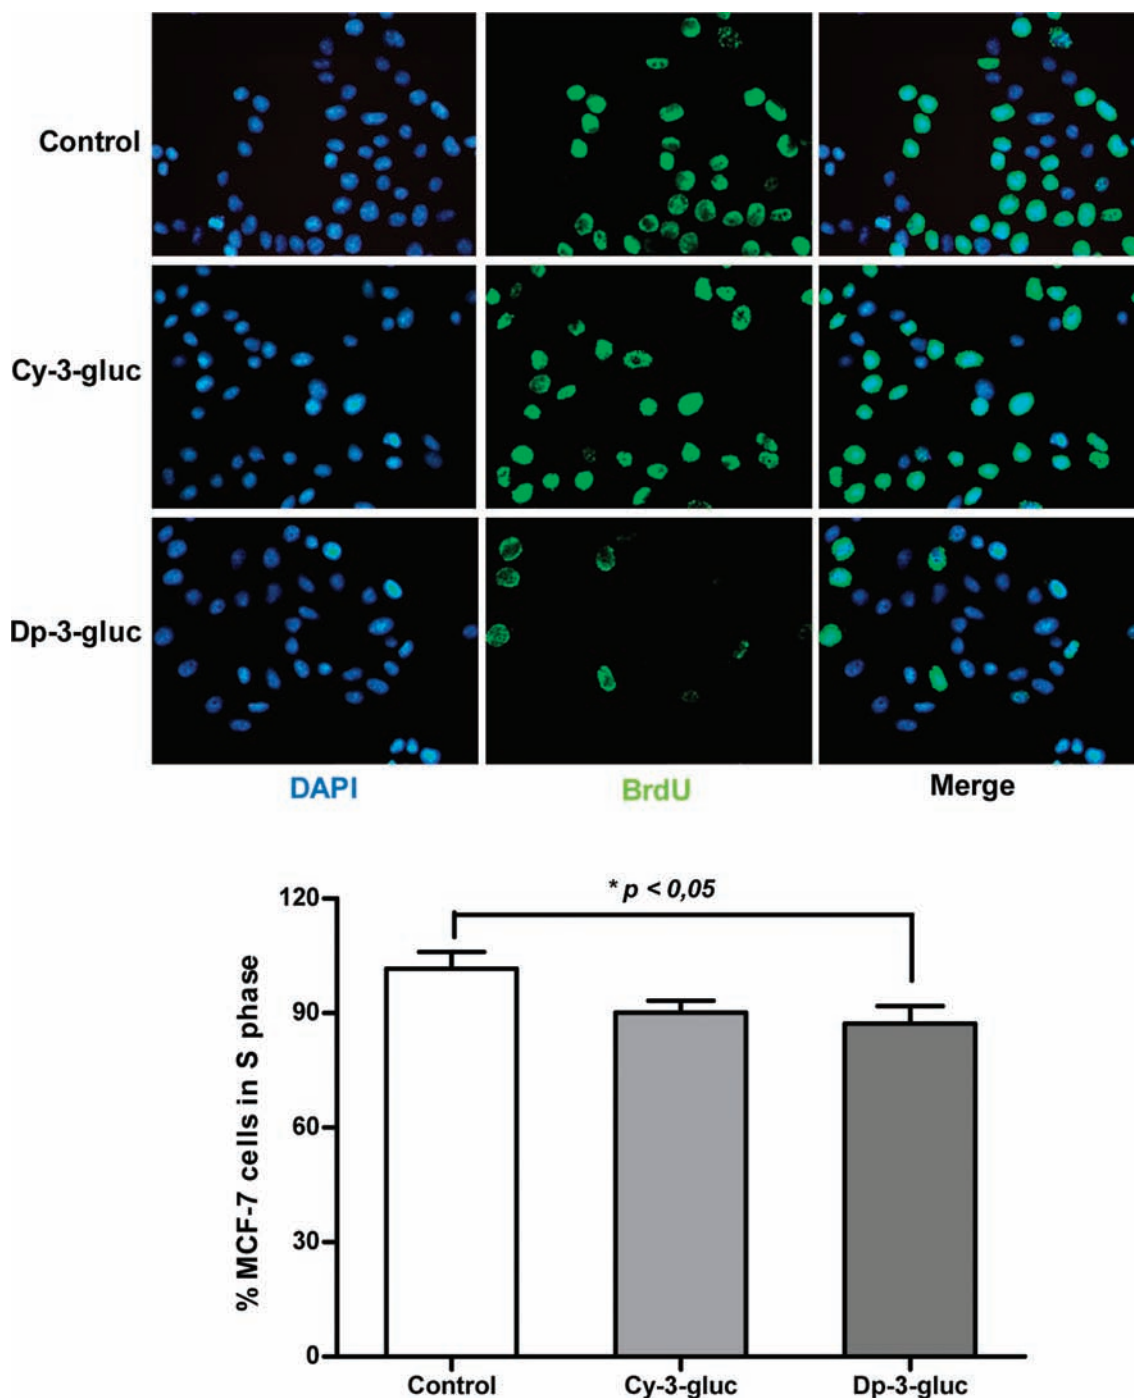 Control
Cy-3-gluc
Dp-3-gluc
DAPI BrdU Merge
* p < 0,05
120
90
60
30
0
% MCF-7 cells in S phase
Control Cy-3-gluc Dp-3-gluc